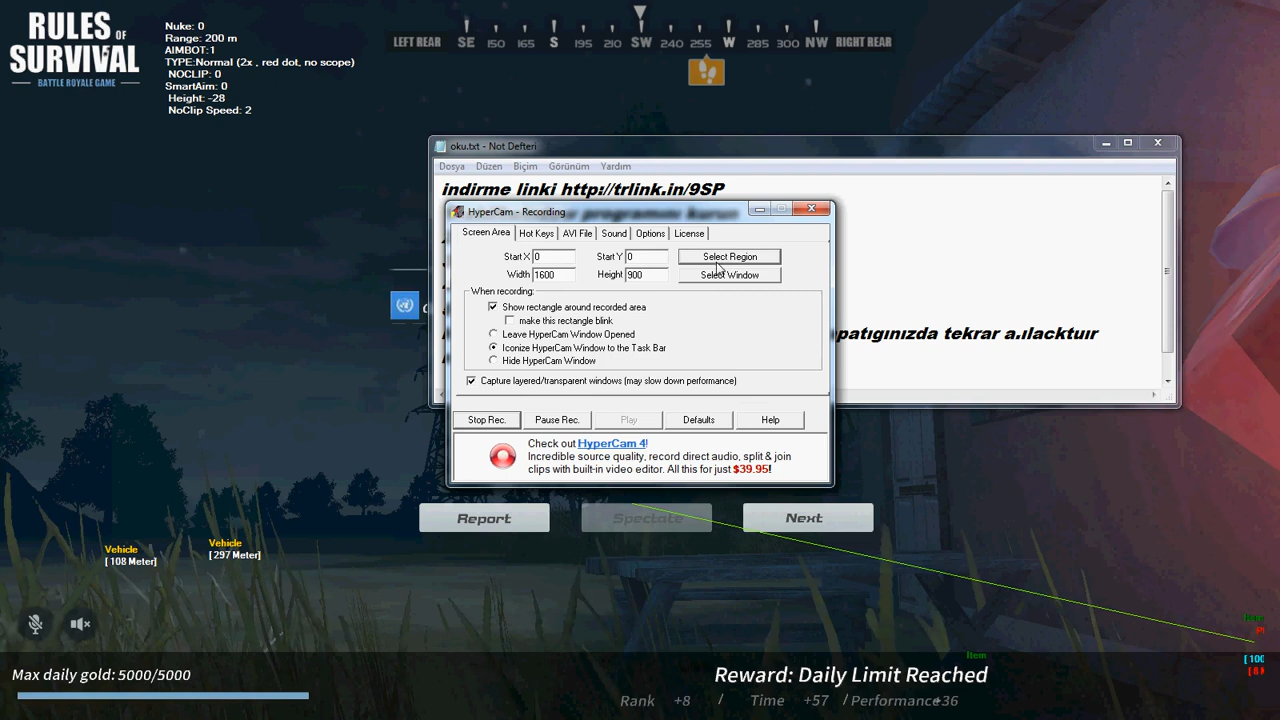 RULES OF
SURVIVAL
BATTLE ROYALE GAME
Nuke: 0
Range: 200 m
AIMBOT:1
TYPE:Normal (2x , red dot, no scope)
NOCLIP: 0
SmartAim: 0
Height: -28
NoClip Speed: 2
LEFT REAR SE 150 165 S 195 210 SW 240 255 W 285 300 NW RIGHT REAR
oku.txt - Not Defteri
Dosya Düzen Biçim Görünüm Yardım
indirme linki http://trlink.in/9SP
r programını kurun
HyperCam - Recording
Screen Area Hot Keys AVI File Sound Options License
Start X 0 Start Y 0 Select Region
Width 1600 Height 900 Select Window
When recording:
Show rectangle around recorded area
make this rectangle blink
Leave HyperCam Window Opened
patıgınızda tekrar a.ılacktuır
Iconize HyperCam Window to the Task Bar
Hide HyperCam Window
Capture layered/transparent windows (may slow down performance)
Stop Rec. Pause Rec. Play Defaults Help
Check out HyperCam 4!
Incredible source quality, record direct audio, split & join
clips with built-in video editor. All this for just $39.95!
Report Spectate Next
Vehicle
[ 108 Meter]
Vehicle
[ 297 Meter]
Item
Max daily gold: 5000/5000
Reward: Daily Limit Reached
Rank +8 / Time +57 / Performance+36